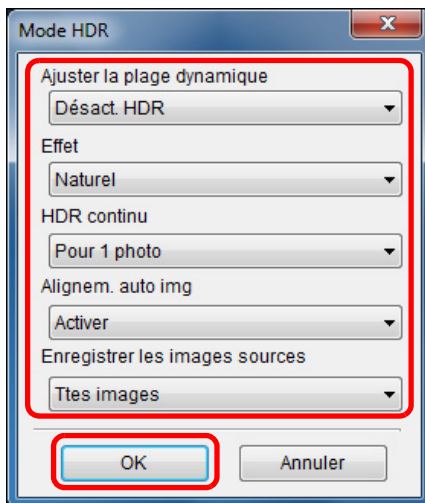 Mode HDR
Ajuster la plage dynamique
Désact. HDR
Effet
Naturel
HDR continu
Pour 1 photo
Alignem. auto img
Activer
Enregistrer les images sources
Ttes images
OK Annuler